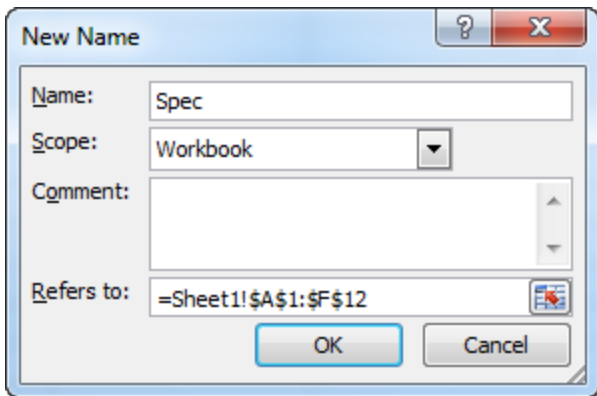 New Name
Name: Spec
Scope: Workbook
Comment:
Refers to: =Sheet1!$A$1:$F$12
OK Cancel